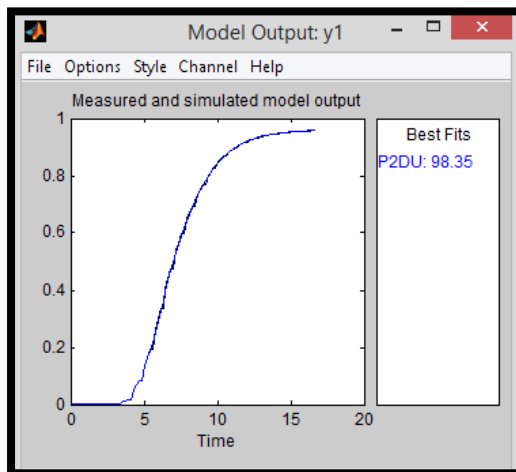 Model Output: y1
File Options Style Channel Help
Measured and simulated model output
Best Fits
P2DU: 98.35
1
0.8
0.6
0.4
0.2
0
0 5 10 15 20
Time